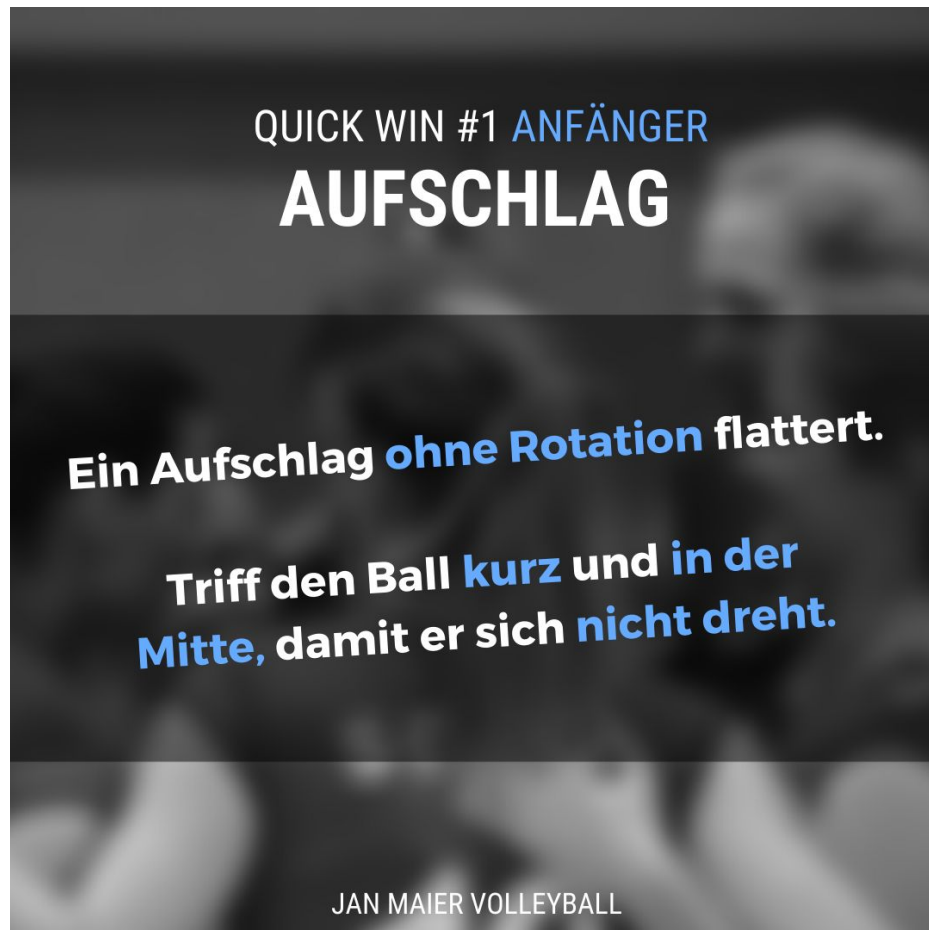 QUICK WIN #1 ANFÄNGER
AUFSCHLAG
Ein Aufschlag ohne Rotation flattert.
Triff den Ball kurz und in der
Mitte, damit er sich nicht dreht.
JAN MAIER VOLLEYBALL